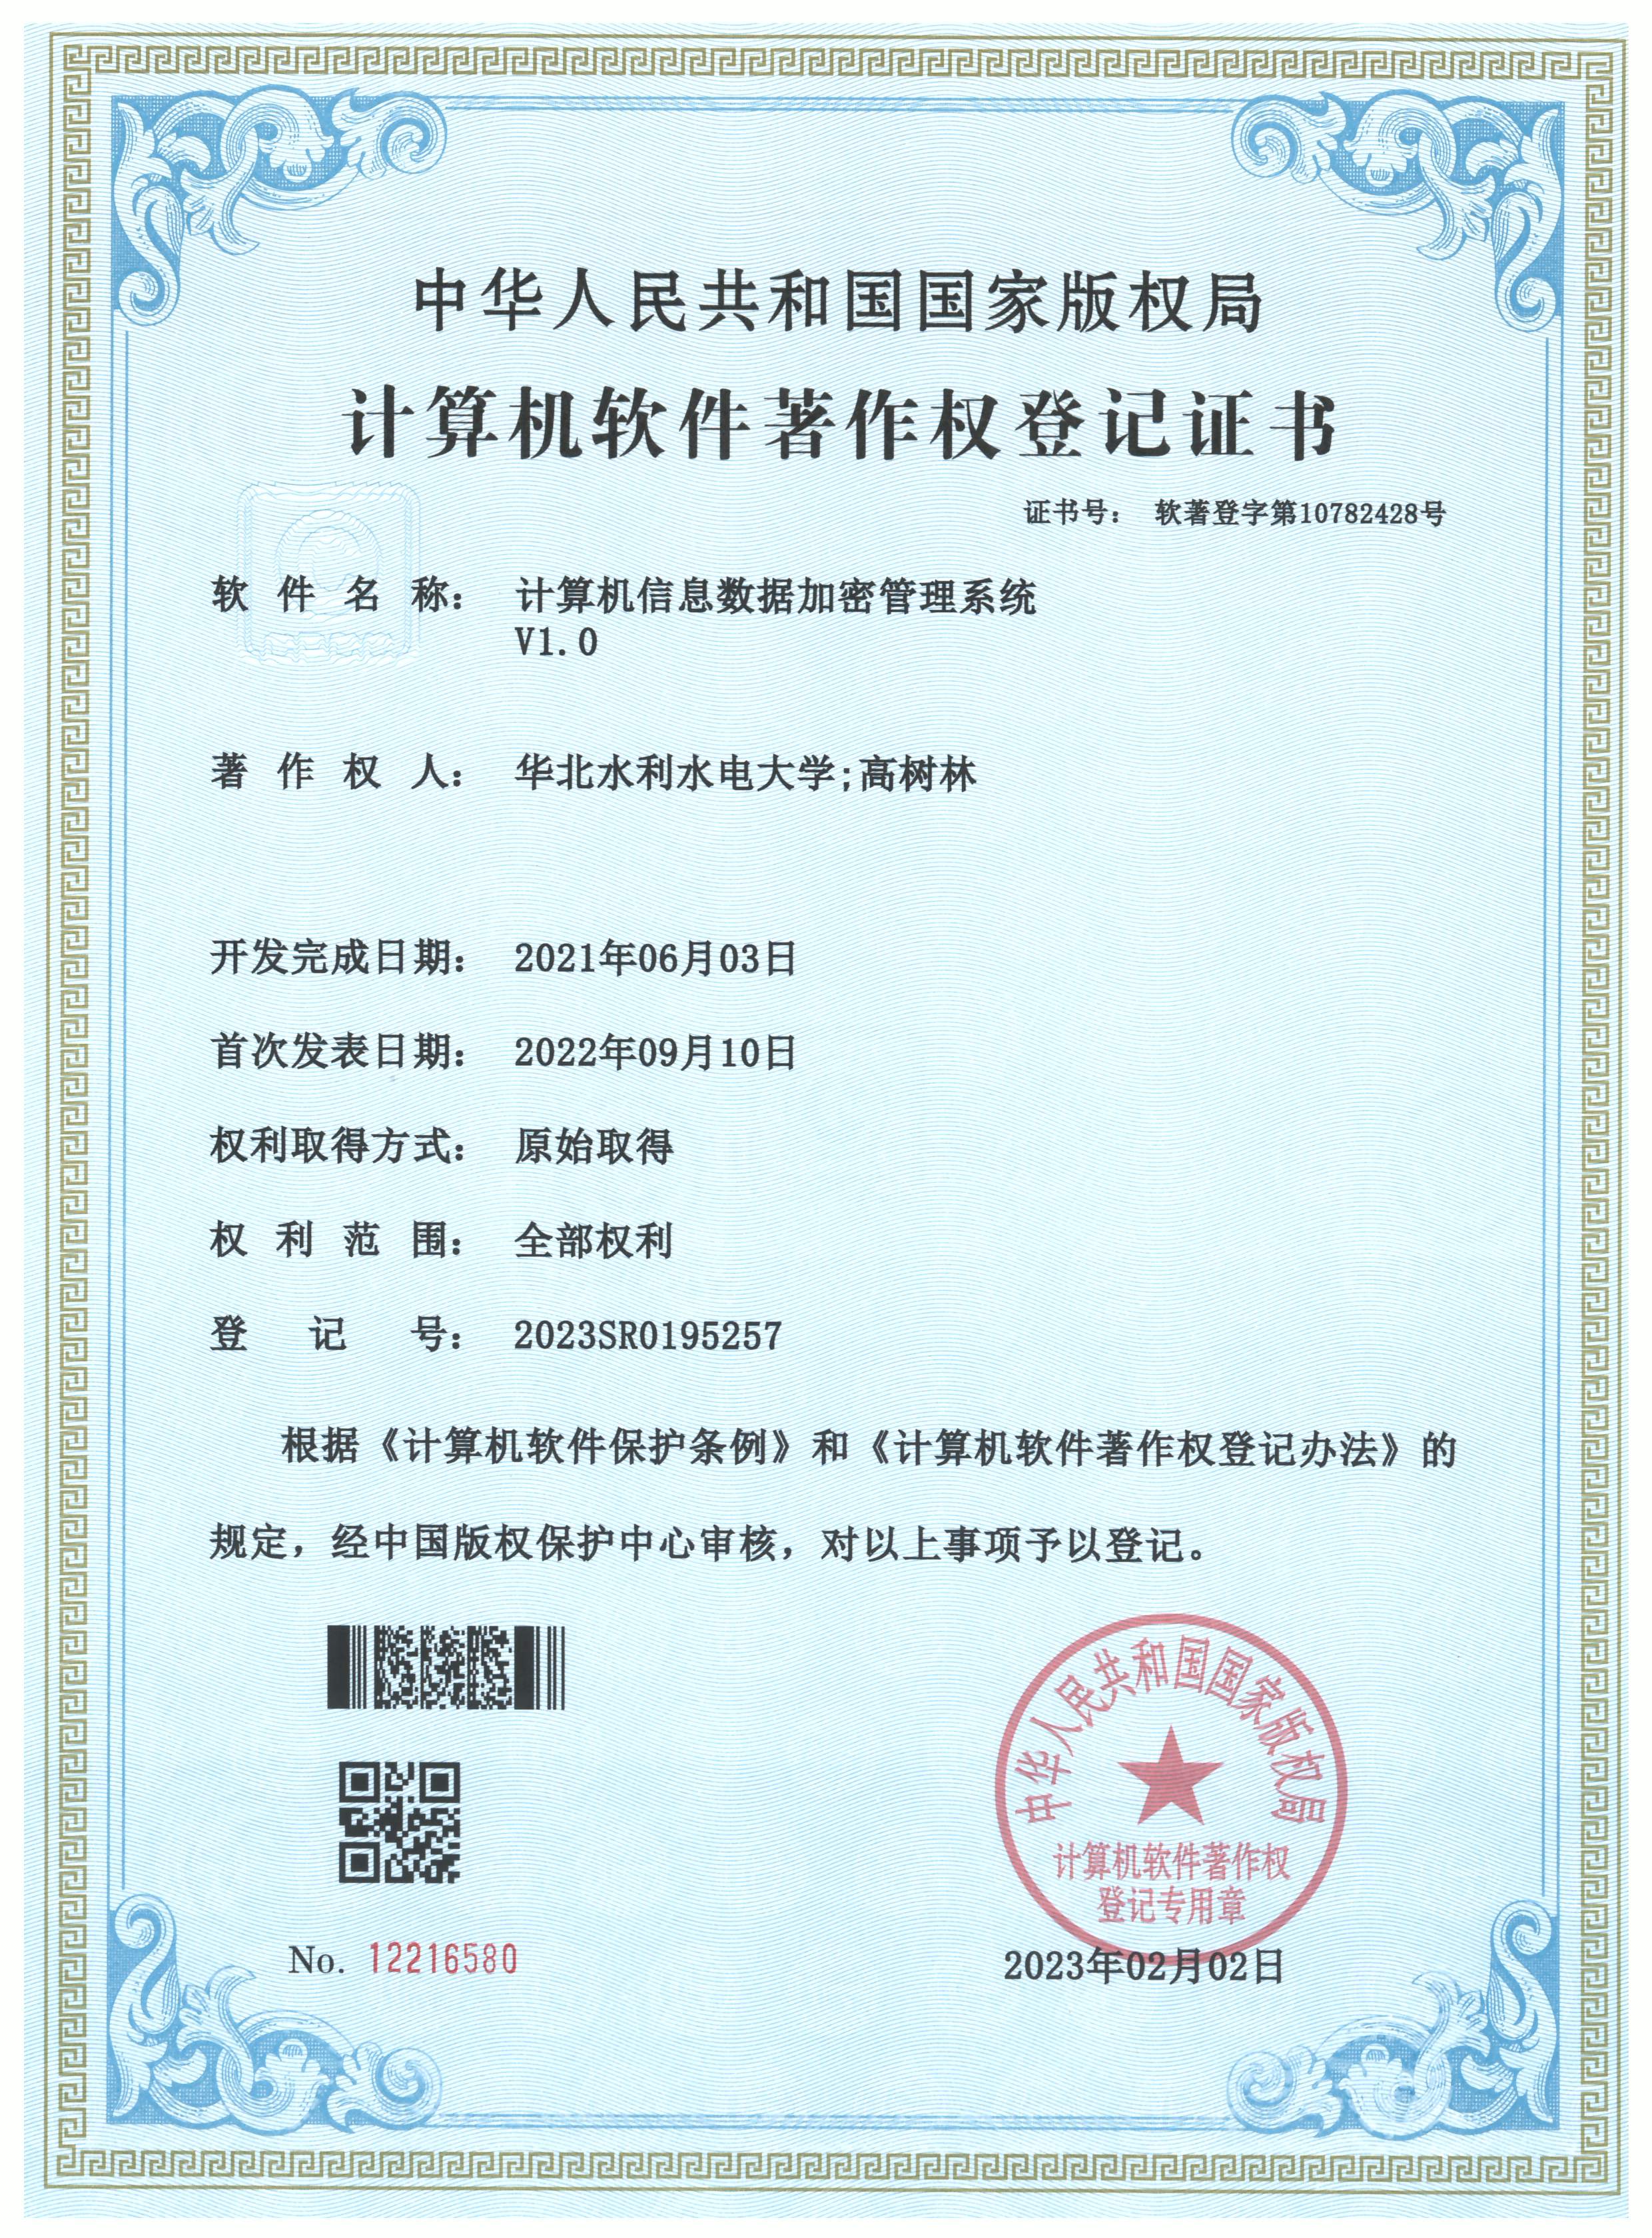 中华人民共和国国家版权局
计算机软件著作权登记证书
证书号： 软著登字第10782428号
软件名称： 计算机信息数据加密管理系统
V1.0
著作权人： 华北水利水电大学;高树林
开发完成日期： 2021年06月03日
首次发表日期： 2022年09月10日
权利取得方式： 原始取得
权利范围： 全部权利
登记号： 2023SR0195257
根据《计算机软件保护条例》和《计算机软件著作权登记办法》的
规定，经中国版权保护中心审核，对以上事项予以登记。
中华人民共和国国家版权局
计算机软件著作权
登记专用章
No. 12216580
2023年02月02日